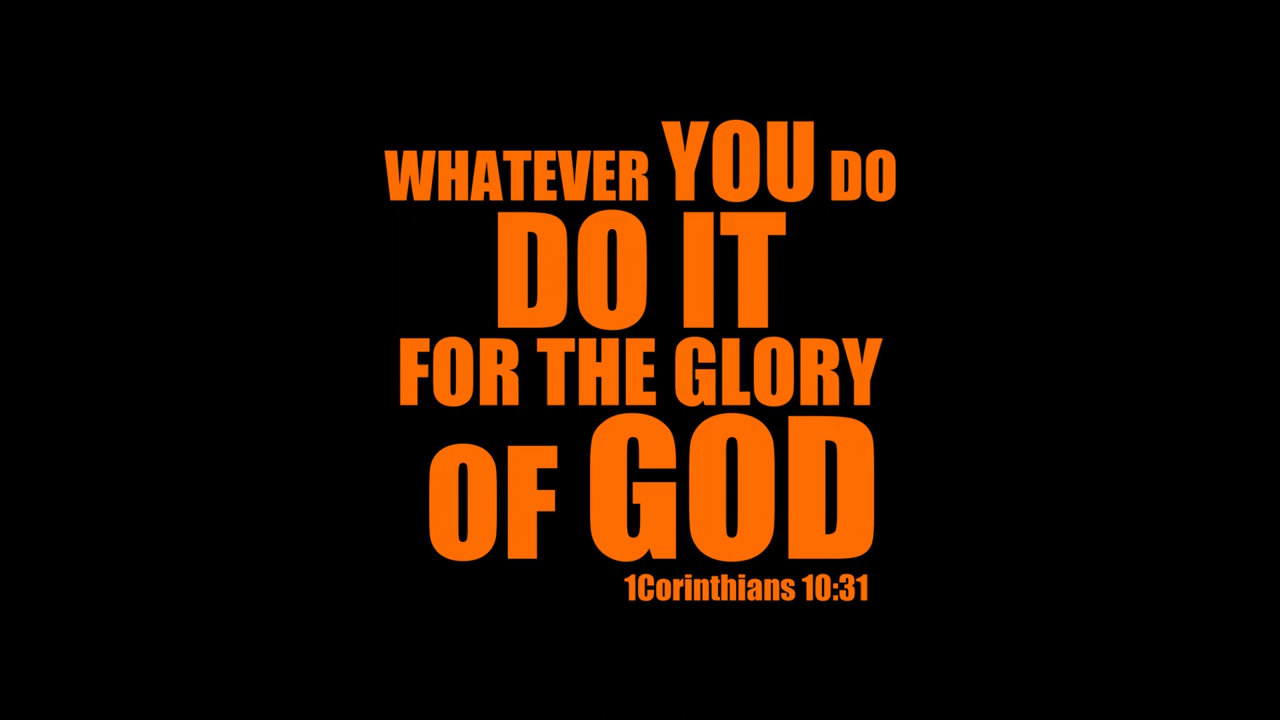 WHATEVER YOU DO
DO IT
FOR THE GLORY
OF GOD
1Corinthians 10:31